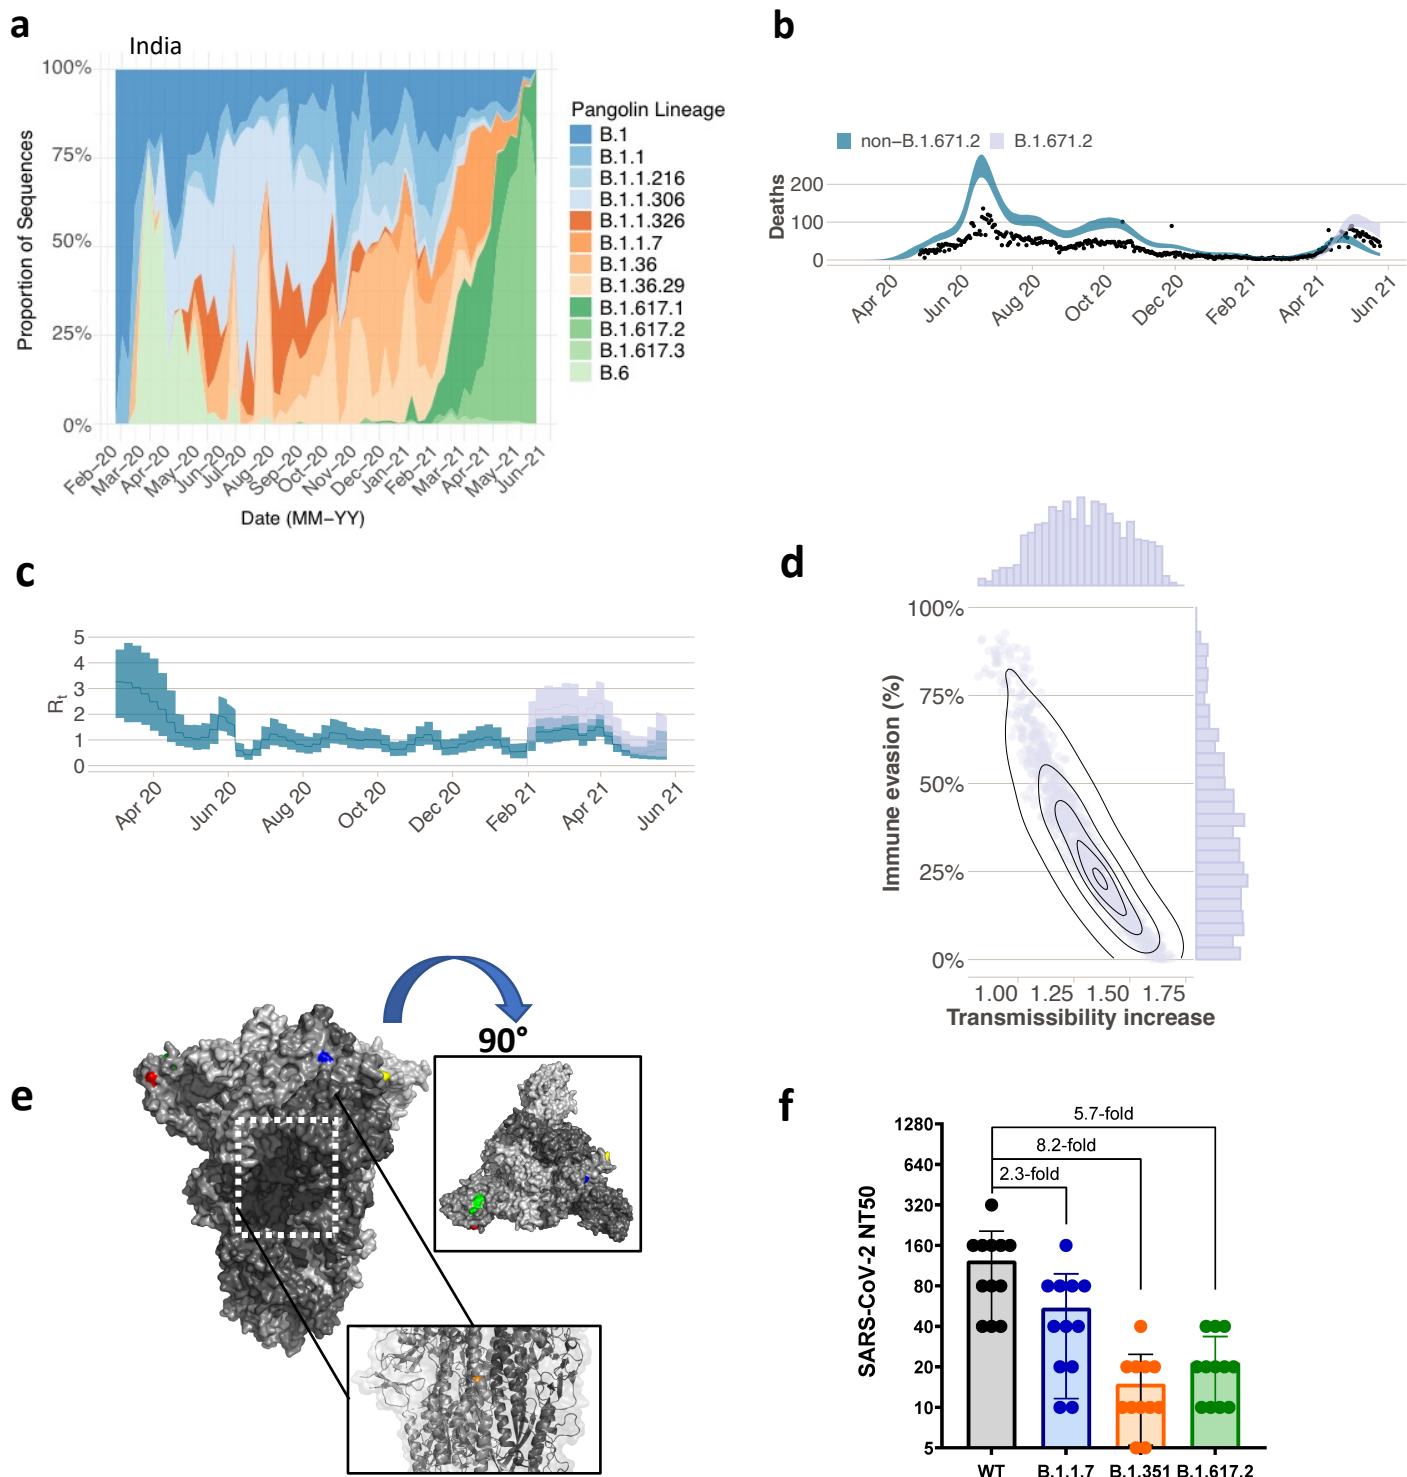 a
India
100%
75%
50%
25%
0%
Proportion of Sequences
Feb-20
Mar-20
Apr-20
May-20
Jun-20
Jul-20
Aug-20
Sep-20
Oct-20
Nov-20
Dec-20
Jan-21
Feb-21
Mar-21
Apr-21
May-21
Jun-21
Date (MM-YY)
Pangolin Lineage
B.1
B.1.1
B.1.1.216
B.1.1.306
B.1.1.326
B.1.1.7
B.1.36
B.1.36.29
B.1.617.1
B.1.617.2
B.1.617.3
B.6
b
non-B.1.671.2 B.1.671.2
Deaths
200
100
0
Apr 20
Jun 20
Aug 20
Oct 20
Dec 20
Feb 21
Apr 21
Jun 21
c
Rt
5
4
3
2
1
0
Apr 20
Jun 20
Aug 20
Oct 20
Dec 20
Feb 21
Apr 21
Jun 21
d
Immune evasion (%)
100%
75%
50%
25%
0%
1.00 1.25 1.50 1.75
Transmissibility increase
e
90°
f
SARS-CoV-2 NT50
1280
640
320
160
80
40
20
10
5
5.7-fold
8.2-fold
2.3-fold
WT B.1.1.7 B.1.351 B.1.617.2